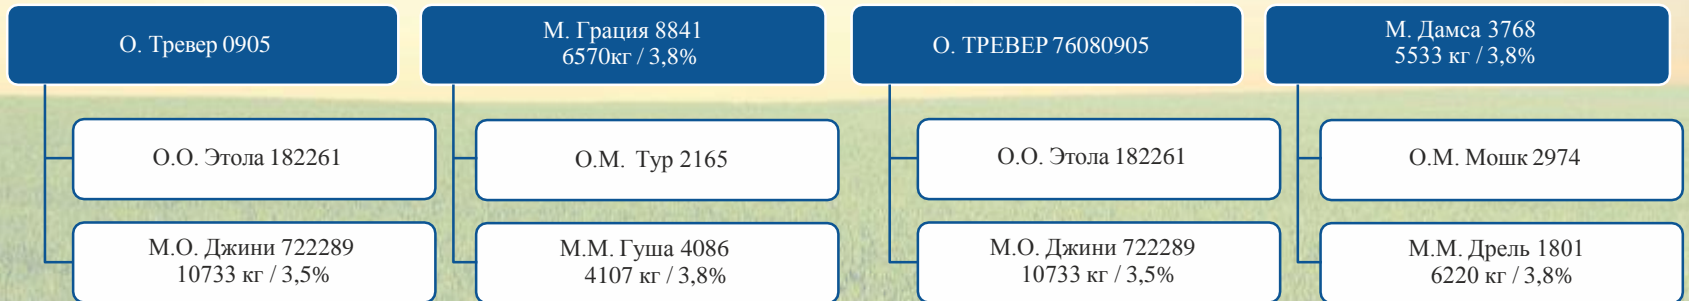 О. Тревер 0905
М. Грация 8841
6570кг / 3,8%
О. ТРЕВЕР 76080905
М. Дамса 3768
5533 кг / 3,8%
О.О. Этола 182261
О.М. Тур 2165
О.О. Этола 182261
О.М. Мошк 2974
М.О. Джини 722289
10733 кг / 3,5%
М.М. Гуша 4086
4107 кг / 3,8%
М.О. Джини 722289
10733 кг / 3,5%
М.М. Дрель 1801
6220 кг / 3,8%